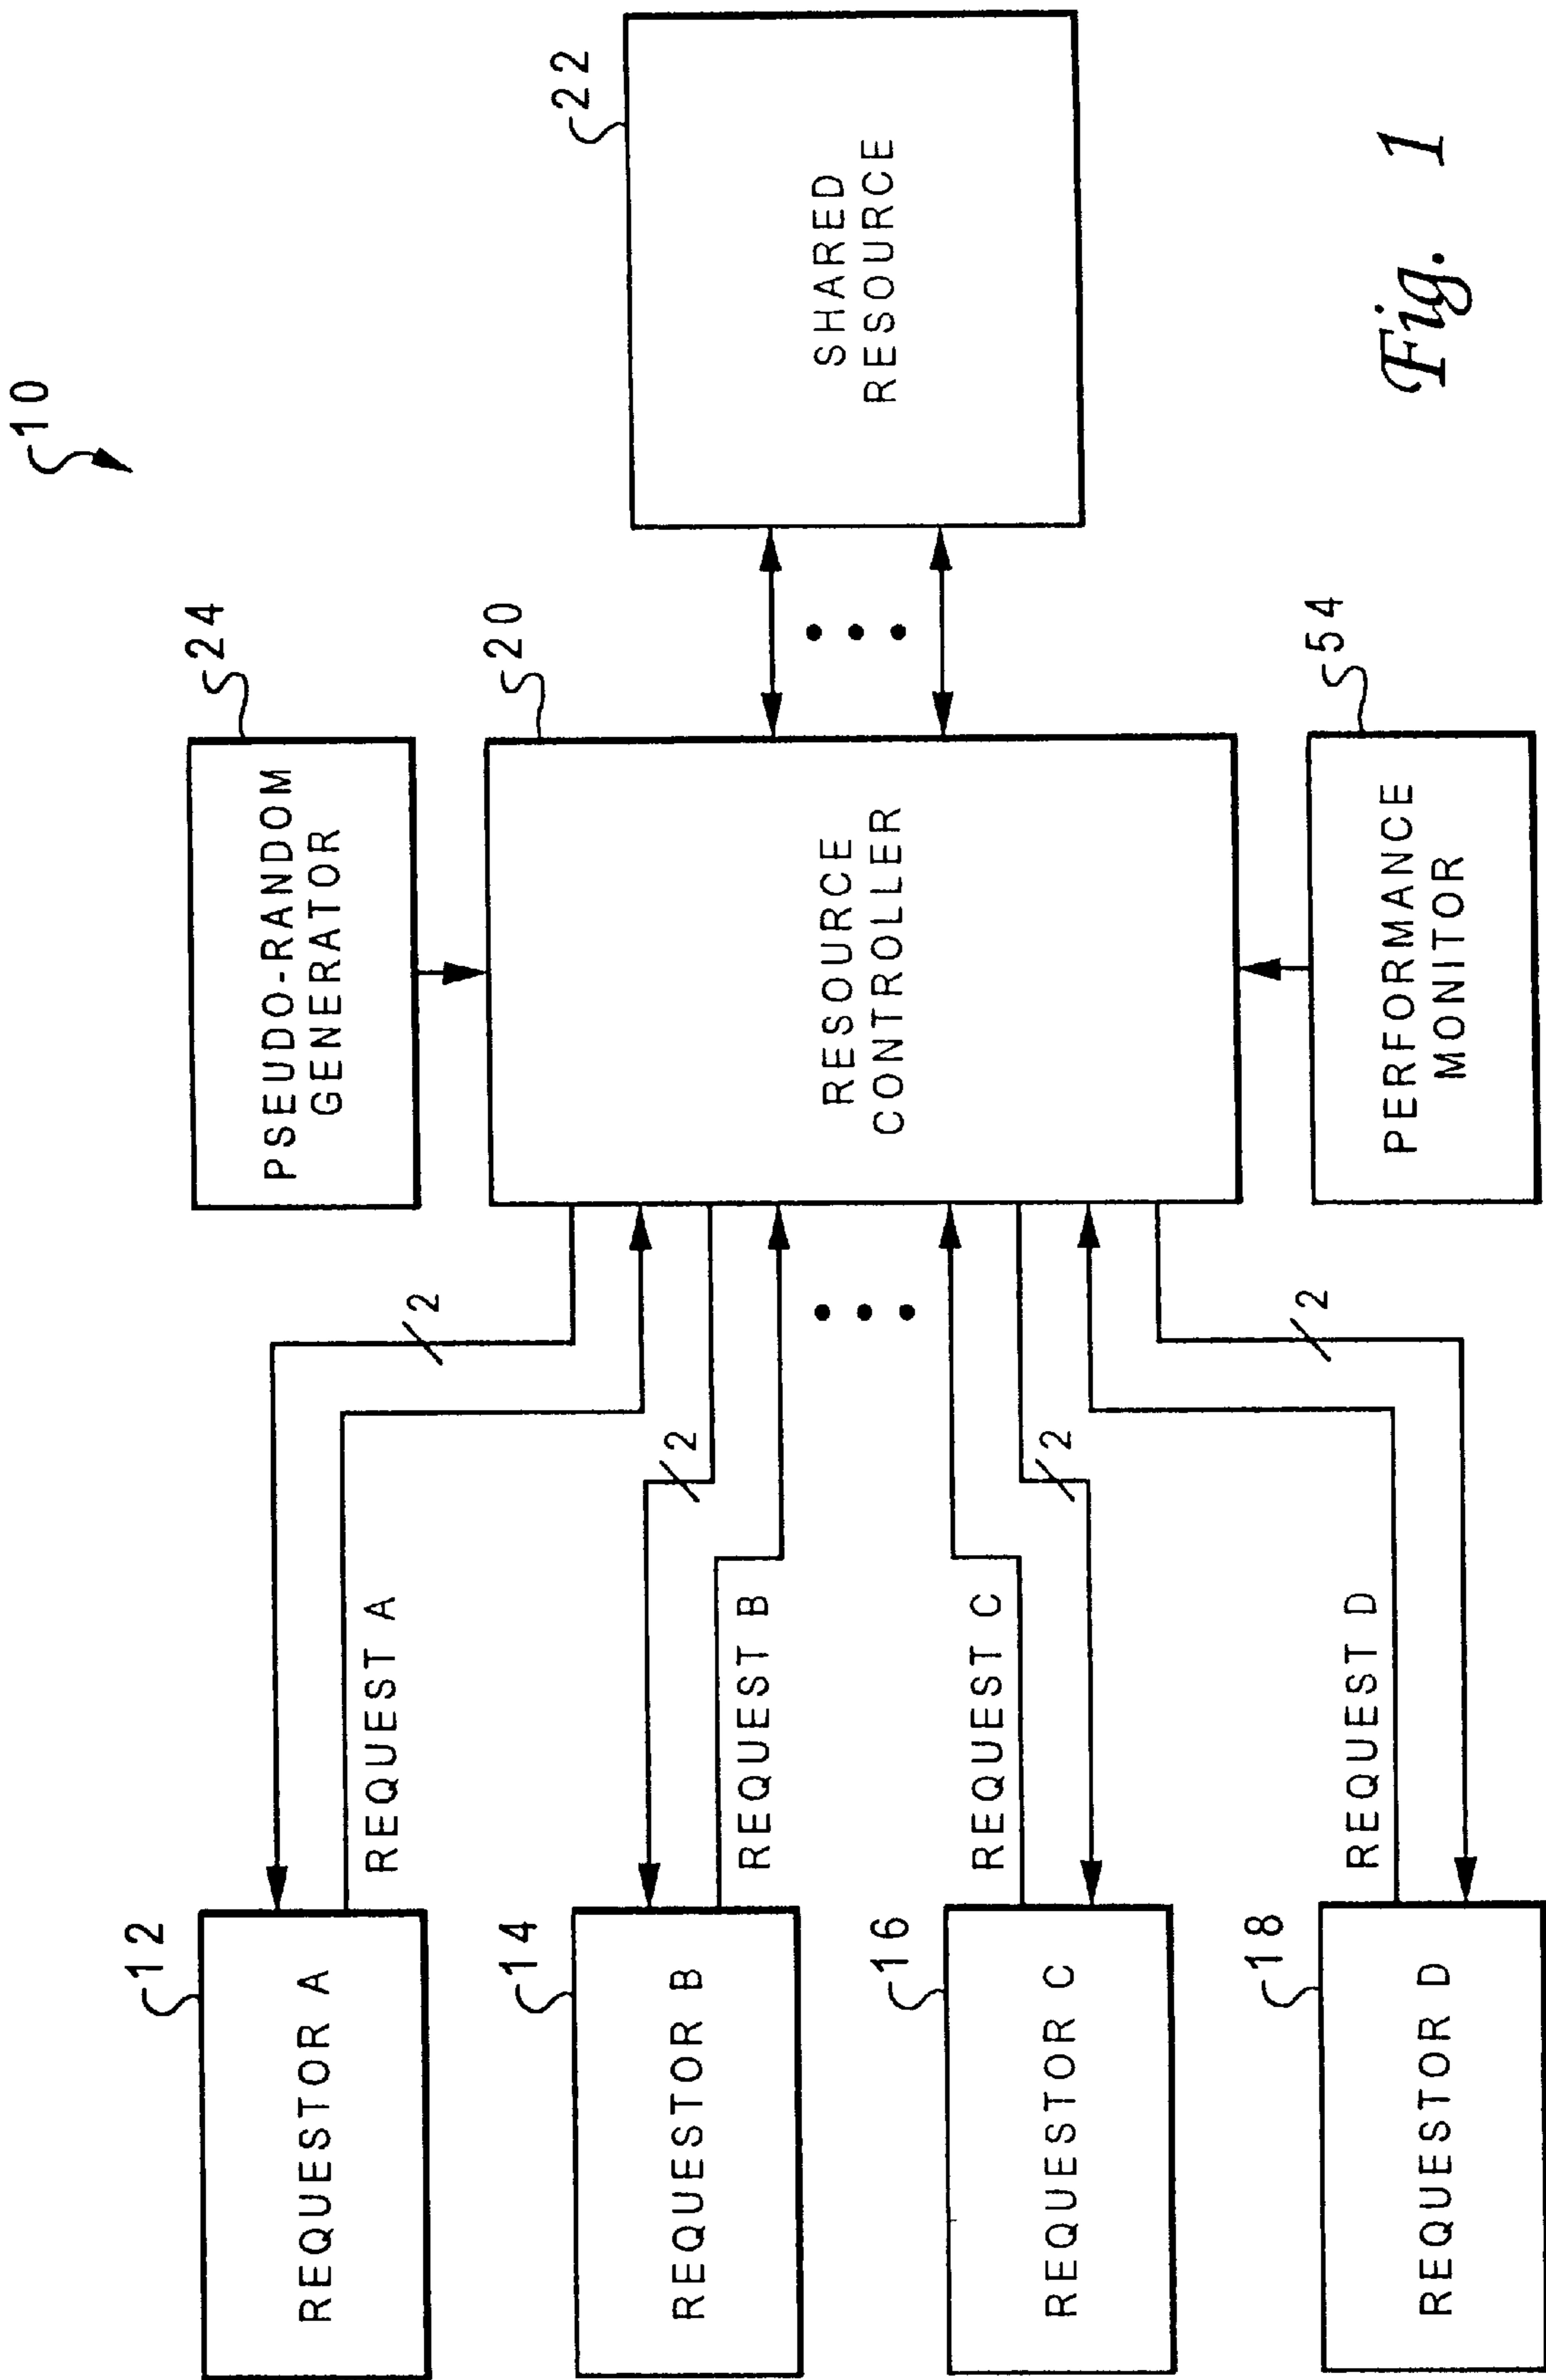 10
24
PSEUDO-RANDOM
GENERATOR
12
REQUESTOR A
REQUEST A
2
20
RESOURCE
CONTROLLER
22
SHARED
RESOURCE
14
REQUESTOR B
REQUEST B
2
16
REQUESTOR C
REQUEST C
2
18
REQUESTOR D
REQUEST D
2
54
PERFORMANCE
MONITOR
Fig. 1